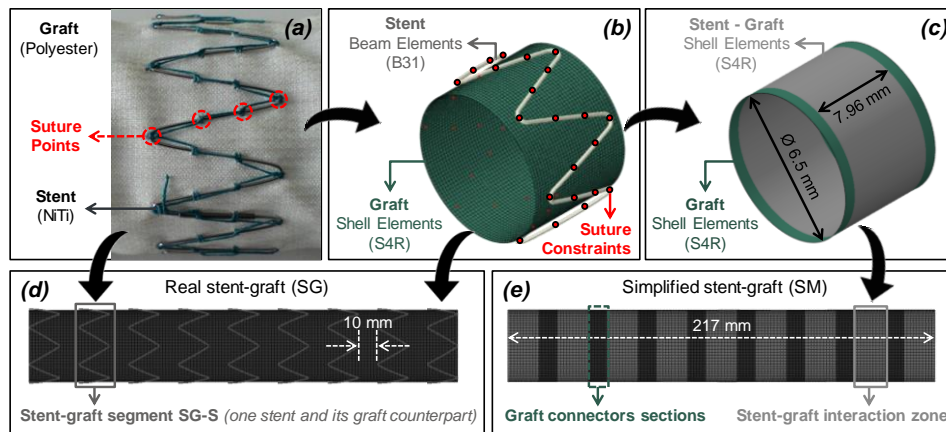 (a)
Graft
(Polyester)
Suture
Points
Stent
(NiTi)
(b)
Stent
Beam Elements
(B31)
Graft
Shell Elements
(S4R)
Suture
Constraints
(c)
Stent - Graft
Shell Elements
(S4R)
7.96 mm
Ø 6.5 mm
Graft
Shell Elements
(S4R)
(d)
Real stent-graft (SG)
10 mm
Stent-graft segment SG-S (one stent and its graft counterpart)
(e)
Simplified stent-graft (SM)
217 mm
Graft connectors sections
Stent-graft interaction zone